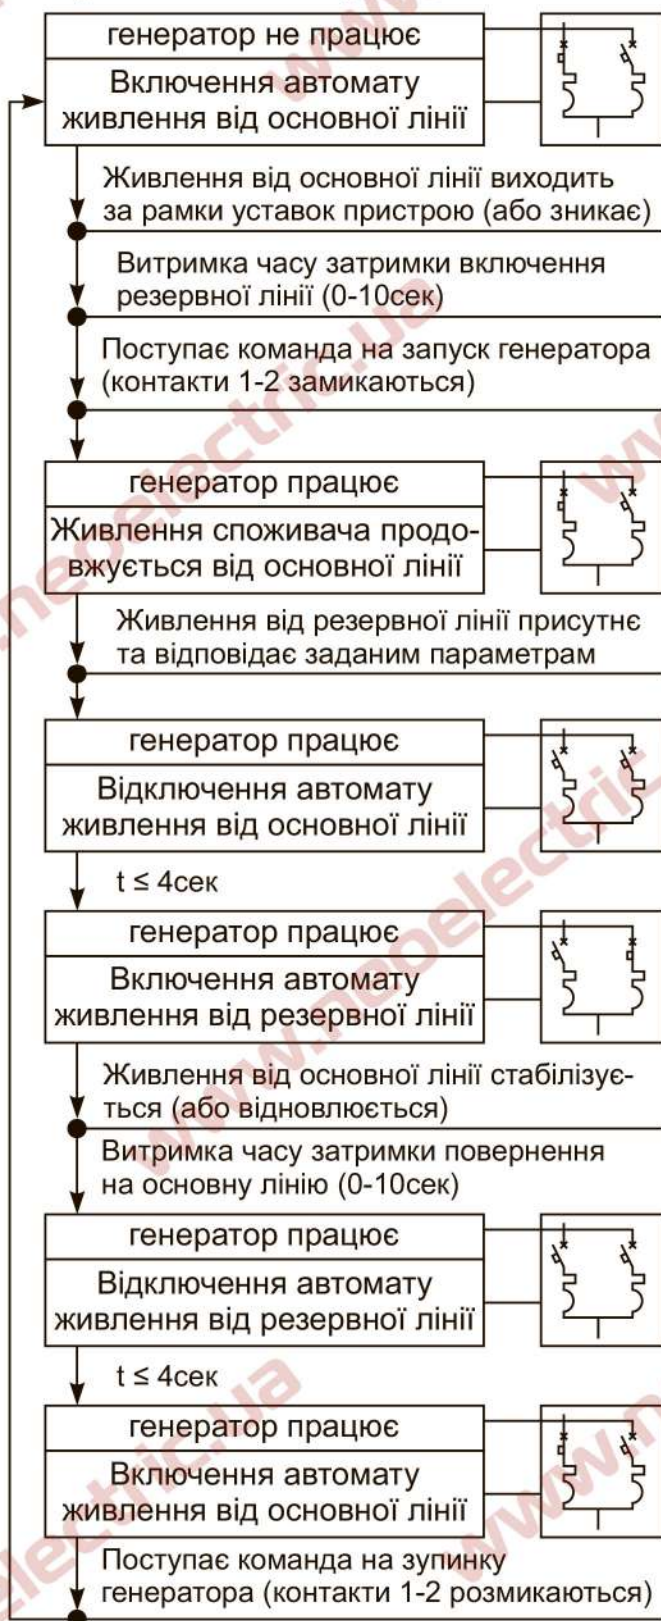 генератор не працює
Включення автомату
живлення від основної лінії
Живлення від основної лінії виходить
за рамки уставок пристрою (або зникає)
Витримка часу затримки включення
резервної лінії (0-10сек)
Поступає команда на запуск генератора
(контакти 1-2 замикаються)
генератор працює
Живлення споживача продо-
вжується від основної лінії
Живлення від резервної лінії присутнє
та відповідає заданим параметрам
генератор працює
Відключення автомату
живлення від основної лінії
t ≤ 4сек
генератор працює
Включення автомату
живлення від резервної лінії
Живлення від основної лінії стабілізує-
ться (або відновлюється)
Витримка часу затримки повернення
на основну лінію (0-10сек)
генератор працює
Відключення автомату
живлення від резервної лінії
t ≤ 4сек
генератор працює
Включення автомату
живлення від основної лінії
Поступає команда на зупинку
генератора (контакти 1-2 розмикаються)
www.neoelectric.ua